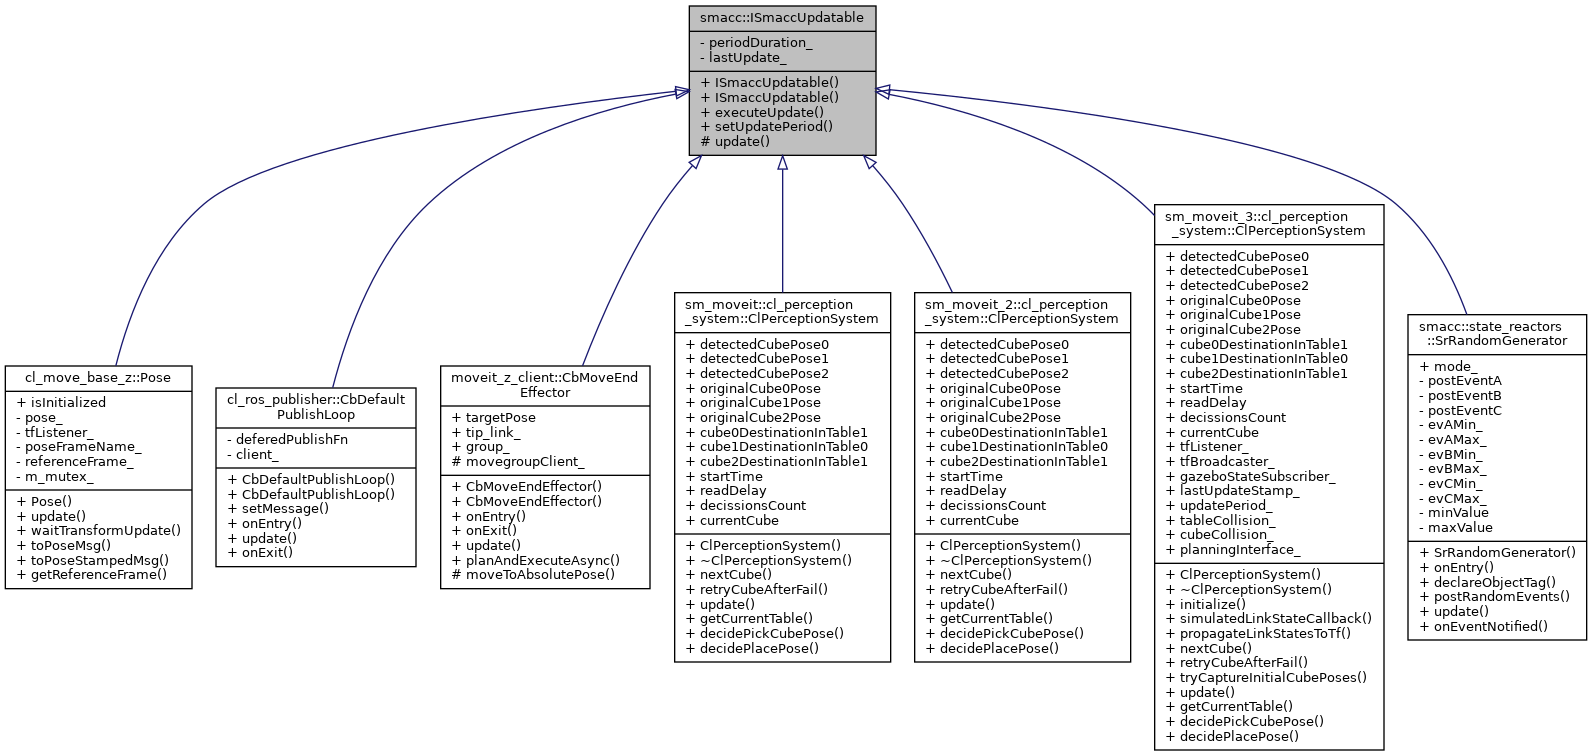 smacc::ISmaccUpdatable
- periodDuration_
- lastUpdate_
+ ISmaccUpdatable()
+ ISmaccUpdatable()
+ executeUpdate()
+ setUpdatePeriod()
# update()
cl_move_base_z::Pose
+ isInitialized
- pose_
- tfListener_
- poseFrameName_
- referenceFrame_
- m_mutex_
+ Pose()
+ update()
+ waitTransformUpdate()
+ toPoseMsg()
+ toPoseStampedMsg()
+ getReferenceFrame()
cl_ros_publisher::CbDefault
PublishLoop
- deferedPublishFn
- client_
+ CbDefaultPublishLoop()
+ CbDefaultPublishLoop()
+ setMessage()
+ onEntry()
+ update()
+ onExit()
moveit_z_client::CbMoveEnd
Effector
+ targetPose
+ tip_link_
+ group_
# movegroupClient_
+ CbMoveEndEffector()
+ CbMoveEndEffector()
+ onEntry()
+ onExit()
+ update()
+ planAndExecuteAsync()
# moveToAbsolutePose()
sm_moveit::cl_perception
_system::ClPerceptionSystem
+ detectedCubePose0
+ detectedCubePose1
+ detectedCubePose2
+ originalCube0Pose
+ originalCube1Pose
+ originalCube2Pose
+ cube0DestinationInTable1
+ cube1DestinationInTable0
+ cube2DestinationInTable1
+ startTime
+ readDelay
+ decissionsCount
+ currentCube
+ ClPerceptionSystem()
+ ~ClPerceptionSystem()
+ nextCube()
+ retryCubeAfterFail()
+ update()
+ getCurrentTable()
+ decidePickCubePose()
+ decidePlacePose()
sm_moveit_2::cl_perception
_system::ClPerceptionSystem
+ detectedCubePose0
+ detectedCubePose1
+ detectedCubePose2
+ originalCube0Pose
+ originalCube1Pose
+ originalCube2Pose
+ cube0DestinationInTable1
+ cube1DestinationInTable0
+ cube2DestinationInTable1
+ startTime
+ readDelay
+ decissionsCount
+ currentCube
+ ClPerceptionSystem()
+ ~ClPerceptionSystem()
+ nextCube()
+ retryCubeAfterFail()
+ update()
+ getCurrentTable()
+ decidePickCubePose()
+ decidePlacePose()
sm_moveit_3::cl_perception
_system::ClPerceptionSystem
+ detectedCubePose0
+ detectedCubePose1
+ detectedCubePose2
+ originalCube0Pose
+ originalCube1Pose
+ originalCube2Pose
+ cube0DestinationInTable1
+ cube1DestinationInTable0
+ cube2DestinationInTable1
+ startTime
+ readDelay
+ decissionsCount
+ currentCube
+ tfListener_
+ tfBroadcaster_
+ gazeboStateSubscriber_
+ lastUpdateStamp_
+ updatePeriod_
+ tableCollision_
+ cubeCollision_
+ planningInterface_
+ ClPerceptionSystem()
+ ~ClPerceptionSystem()
+ initialize()
+ simulatedLinkStateCallback()
+ propagateLinkStatesToTf()
+ nextCube()
+ retryCubeAfterFail()
+ tryCaptureInitialCubePoses()
+ update()
+ getCurrentTable()
+ decidePickCubePose()
+ decidePlacePose()
smacc::state_reactors
::SrRandomGenerator
+ mode_
- postEventA
- postEventB
- postEventC
- evAMin_
- evAMax_
- evBMin_
- evBMax_
- evCMin_
- evCMax_
- minValue
- maxValue
+ SrRandomGenerator()
+ onEntry()
+ declareObjectTag()
+ postRandomEvents()
+ update()
+ onEventNotified()